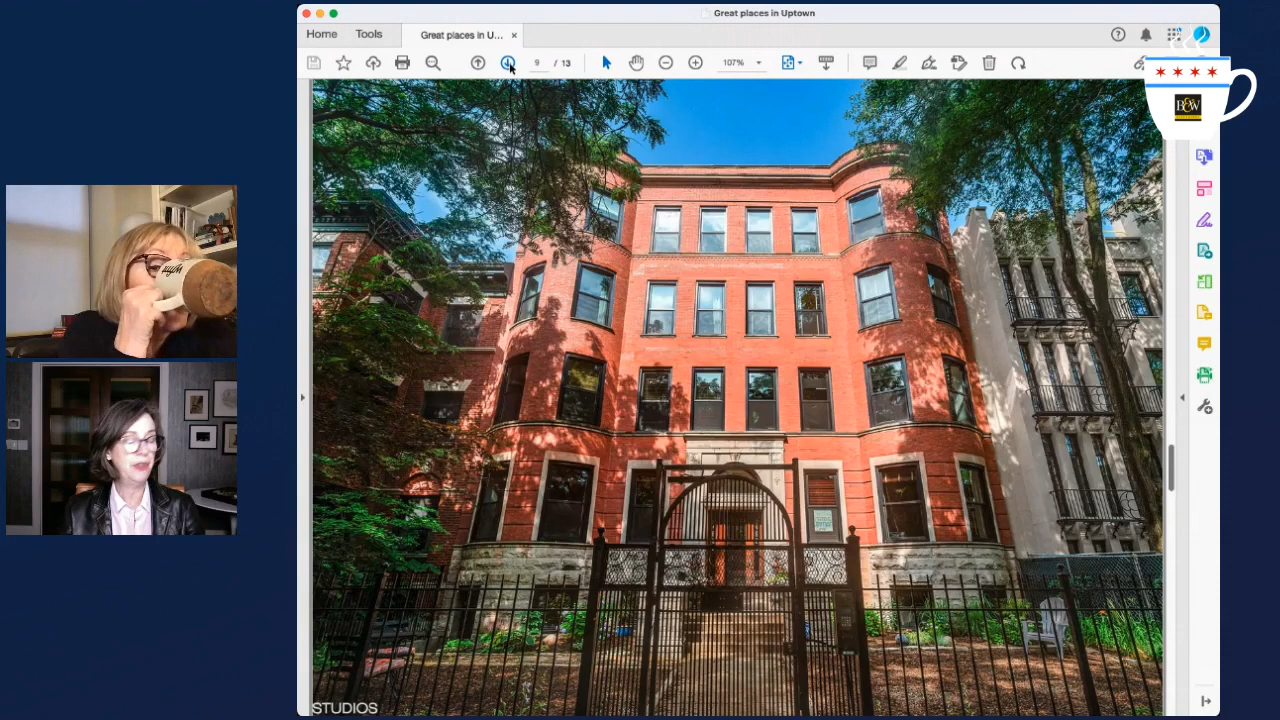 Great places in Uptown
Home
Tools
Great places in U...
9
/ 13
107%
B&W
STUDIOS